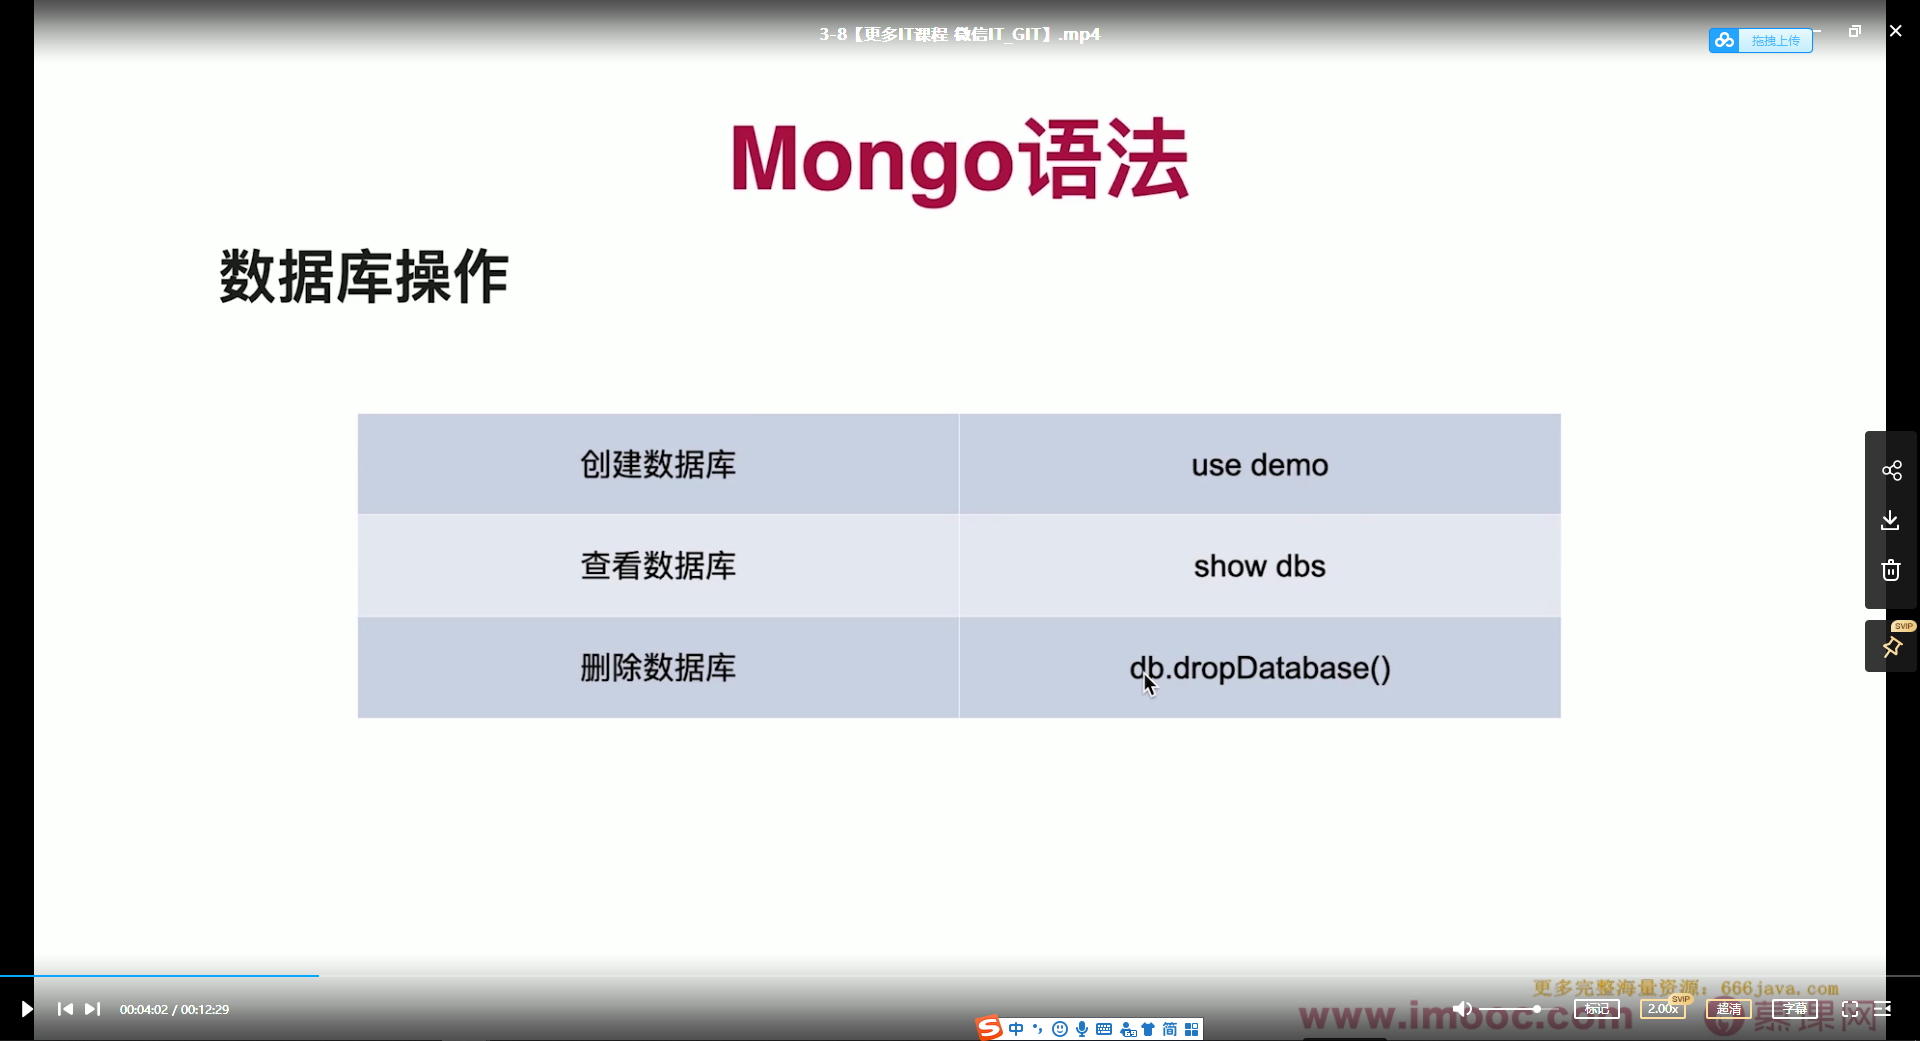 3-8【更多IT课程 微信IT_GIT】.mp4
拖拽上传
Mongo语法
数据库操作
创建数据库 use demo
查看数据库 show dbs
删除数据库 db.dropDatabase()
SVIP
更多完整海量资源：666java.com
00:04:02 / 00:12:29
标记
2.00x
SVIP
超清
字幕
www.imooc.com
慕课网
中
简